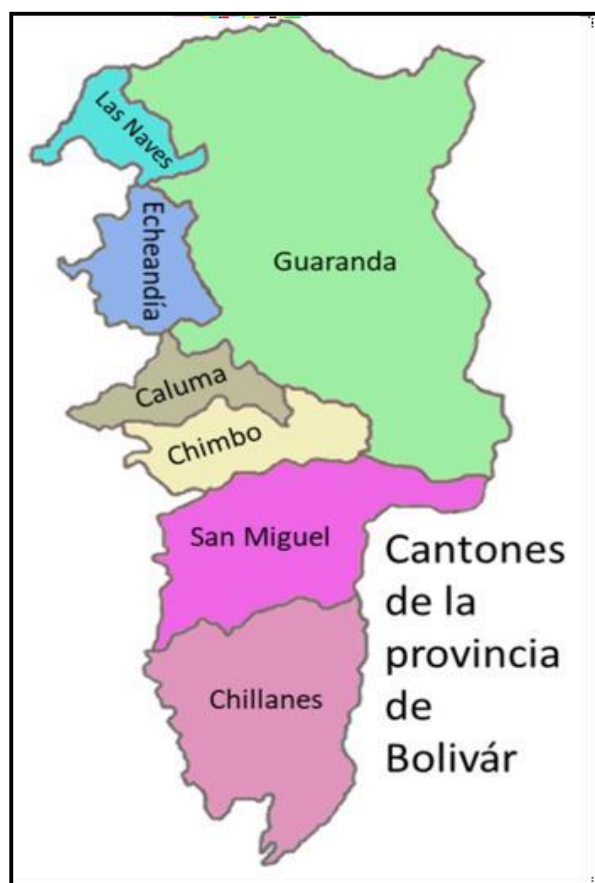 Las Naves
Echeandía
Guaranda
Caluma
Chimbo
San Miguel
Chillanes
Cantones
de la
provincia
de
Bolivár